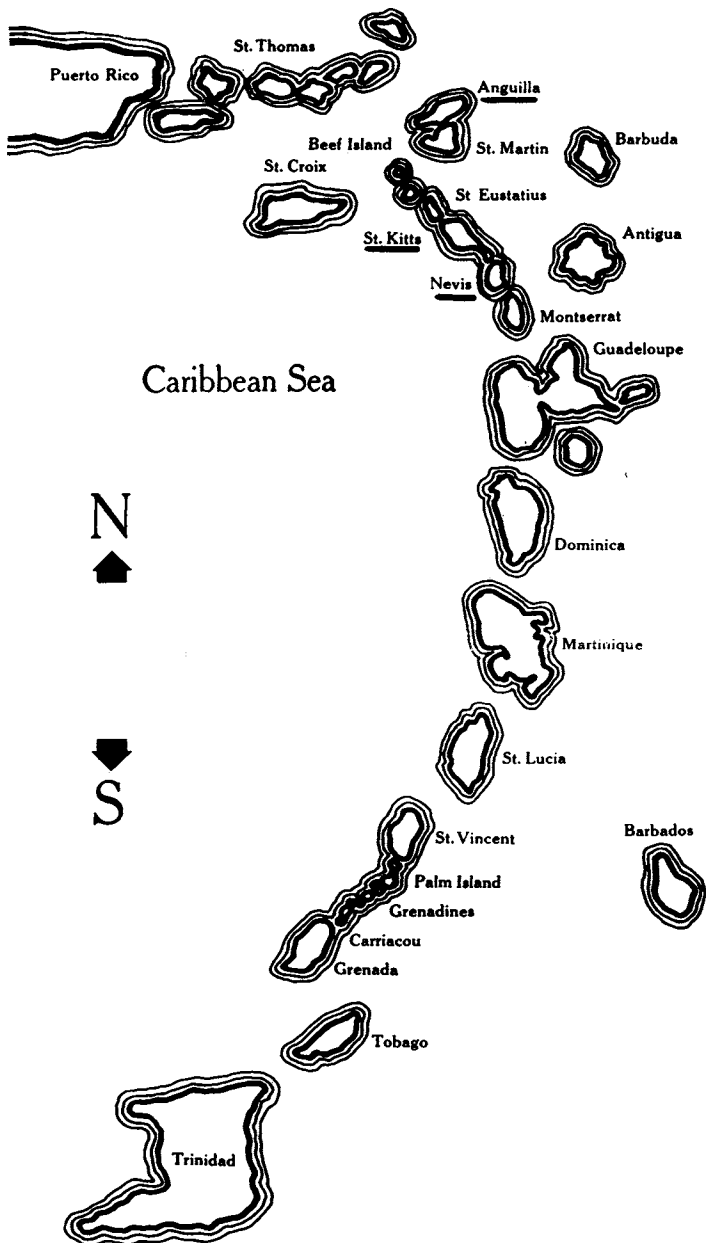 St. Thomas
Puerto Rico
Anguilla
Beef Island
St. Martin
Barbuda
St. Croix
St Eustatius
St. Kitts
Antigua
Nevis
Montserrat
Guadeloupe
Caribbean Sea
N
Dominica
Martinique
S
St. Lucia
Barbados
St. Vincent
Palm Island
Grenadines
Carriacou
Grenada
Tobago
Trinidad